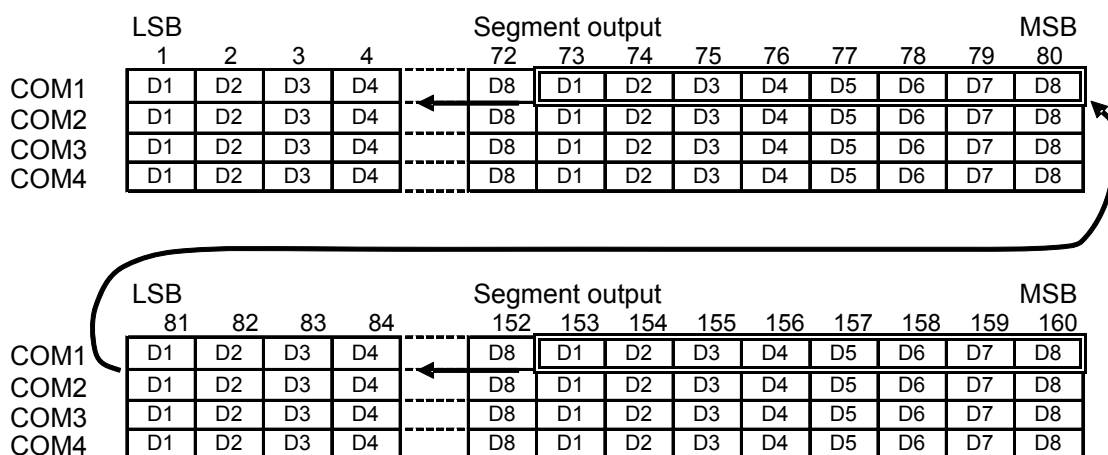 LSB Segment output MSB
1 2 3 4 72 73 74 75 76 77 78 79 80
COM1 D1 D2 D3 D4 D8 D1 D2 D3 D4 D5 D6 D7 D8
COM2 D1 D2 D3 D4 D8 D1 D2 D3 D4 D5 D6 D7 D8
COM3 D1 D2 D3 D4 D8 D1 D2 D3 D4 D5 D6 D7 D8
COM4 D1 D2 D3 D4 D8 D1 D2 D3 D4 D5 D6 D7 D8
LSB Segment output MSB
81 82 83 84 152 153 154 155 156 157 158 159 160
COM1 D1 D2 D3 D4 D8 D1 D2 D3 D4 D5 D6 D7 D8
COM2 D1 D2 D3 D4 D8 D1 D2 D3 D4 D5 D6 D7 D8
COM3 D1 D2 D3 D4 D8 D1 D2 D3 D4 D5 D6 D7 D8
COM4 D1 D2 D3 D4 D8 D1 D2 D3 D4 D5 D6 D7 D8